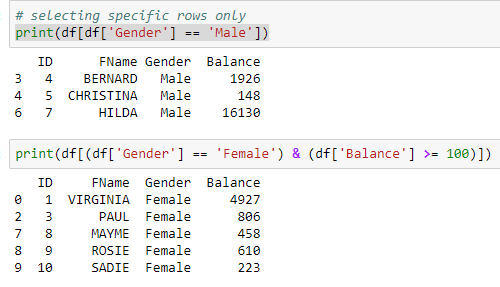 # selecting specific rows only
print(df[df['Gender'] == 'Male'])
   ID      FName Gender  Balance
3   4    BERNARD   Male     1926
4   5  CHRISTINA   Male      148
6   7      HILDA   Male    16130
print(df[(df['Gender'] == 'Female') & (df['Balance'] >= 100)])
   ID     FName  Gender  Balance
0   1  VIRGINIA  Female     4927
2   3      PAUL  Female      806
7   8     MAYME  Female      458
8   9     ROSIE  Female      610
9  10     SADIE  Female      223